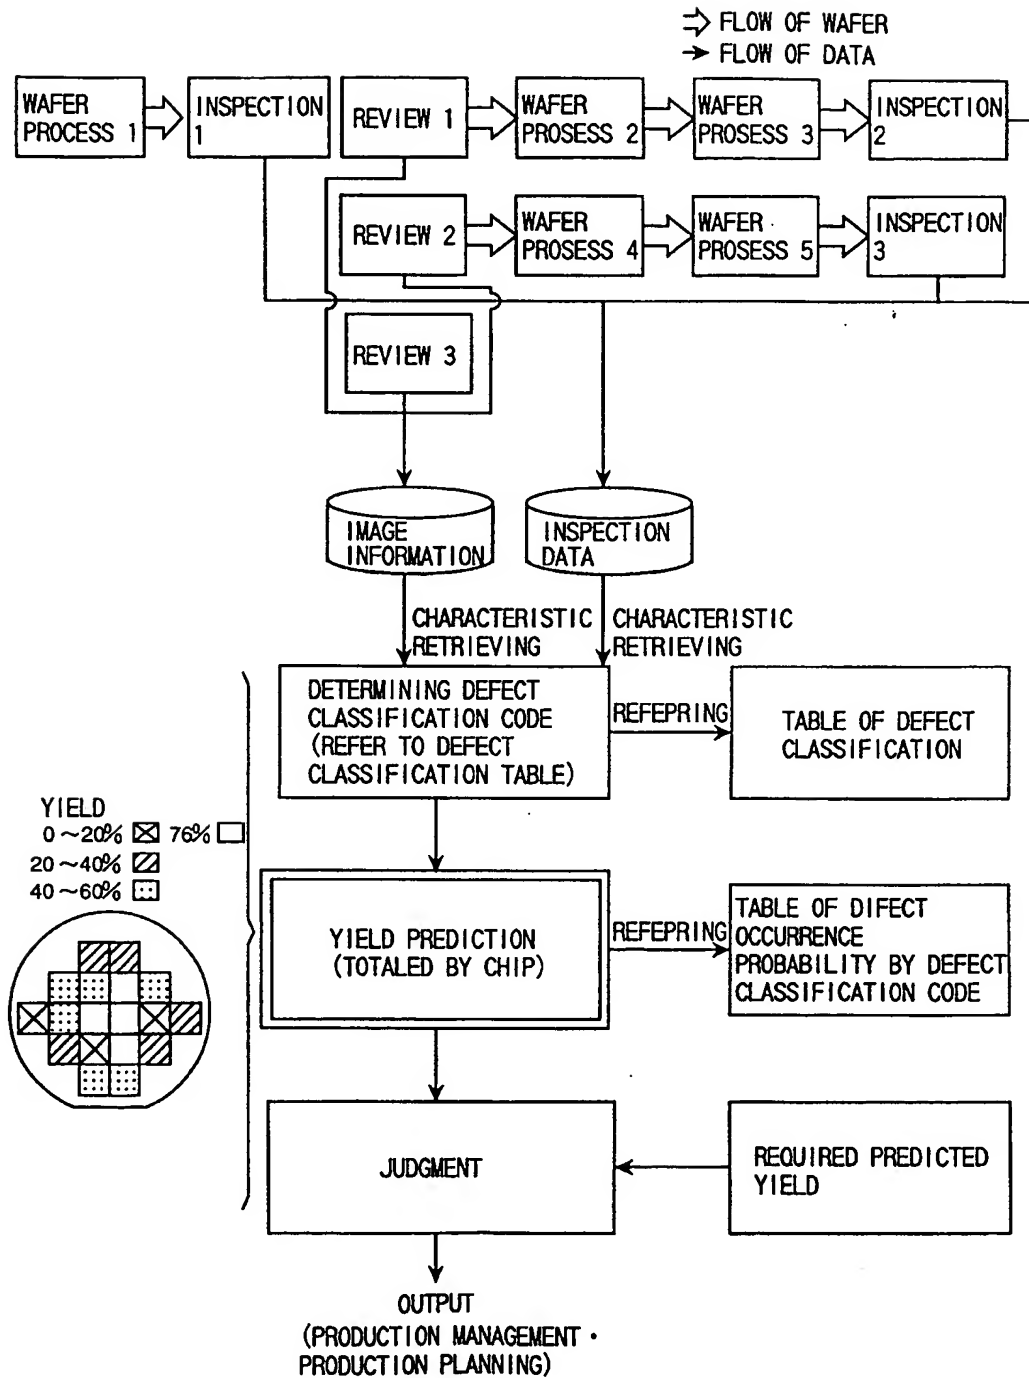 FLOW OF WAFER
FLOW OF DATA
WAFER
PROCESS 1
INSPECTION
1
REVIEW 1
WAFER
PROSESS 2
WAFER
PROSESS 3
INSPECTION
2
REVIEW 2
WAFER
PROSESS 4
WAFER
PROSESS 5
INSPECTION
3
REVIEW 3
IMAGE
INFORMATION
INSPECTION
DATA
CHARACTERISTIC
RETRIEVING
CHARACTERISTIC
RETRIEVING
DETERMINING DEFECT
CLASSIFICATION CODE
(REFER TO DEFECT
CLASSIFICATION TABLE)
REFEPRING
TABLE OF DEFECT
CLASSIFICATION
YIELD
0~20% 76%
20~40%
40~60%
YIELD PREDICTION
(TOTALED BY CHIP)
REFEPRING
TABLE OF DIFECT
OCCURRENCE
PROBABILITY BY DEFECT
CLASSIFICATION CODE
JUDGMENT
REQUIRED PREDICTED
YIELD
OUTPUT
(PRODUCTION MANAGEMENT・
PRODUCTION PLANNING)